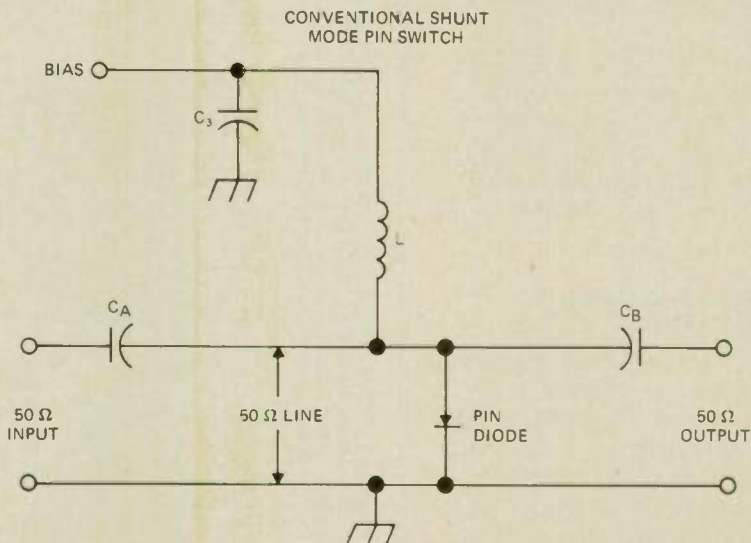 CONVENTIONAL SHUNT
MODE PIN SWITCH
BIAS
C3
L
CA
CB
50 Ω
INPUT
50 Ω LINE
PIN
DIODE
50 Ω
OUTPUT